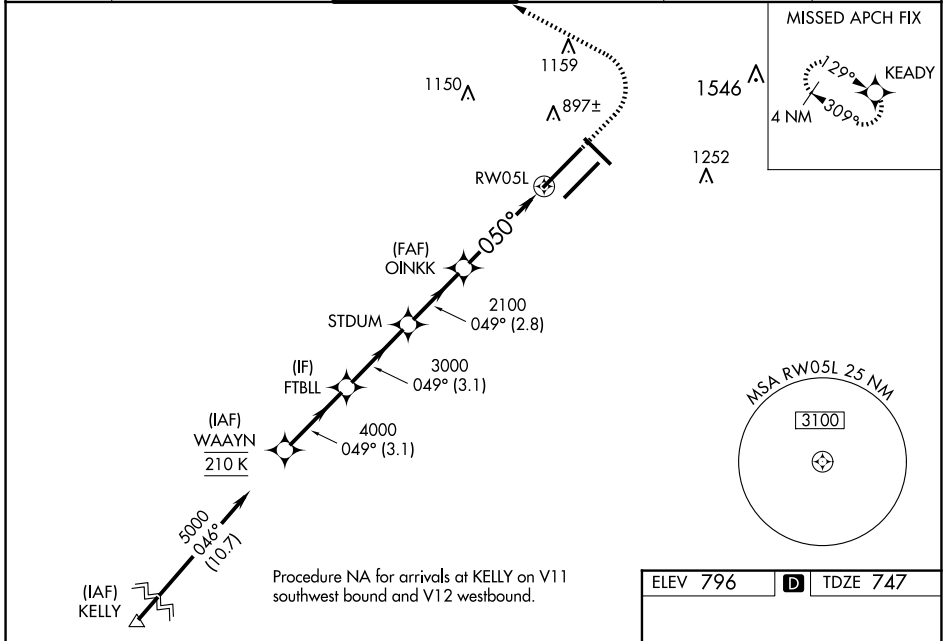 MISSED APCH FIX
129°
KEADY
309°
4 NM
1159
1150
1546
897±
1252
RW05L
050°
(FAF)
OINKK
2100
049° (2.8)
STDUM
3000
049° (3.1)
(IF)
FTBLL
4000
049° (3.1)
(IAF)
WAAYN
210 K
5000
046°
(10.7)
(IAF)
KELLY
MSA RW05L 25 NM
3100
Procedure NA for arrivals at KELLY on V11
southwest bound and V12 westbound.
ELEV 796 D TDZE 747